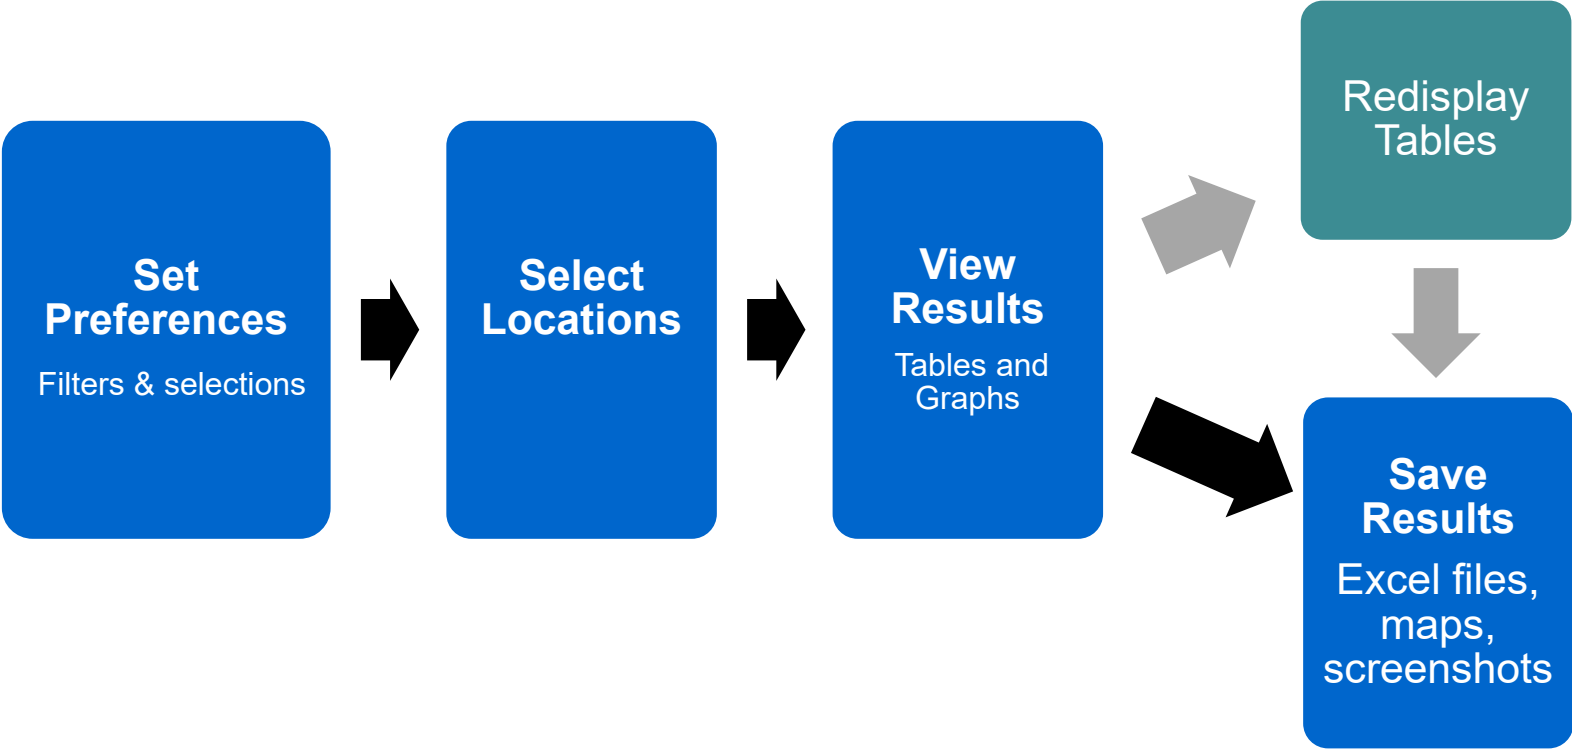 Set
Preferences
Filters & selections
Select
Locations
View
Results
Tables and
Graphs
Redisplay
Tables
Save
Results
Excel files,
maps,
screenshots